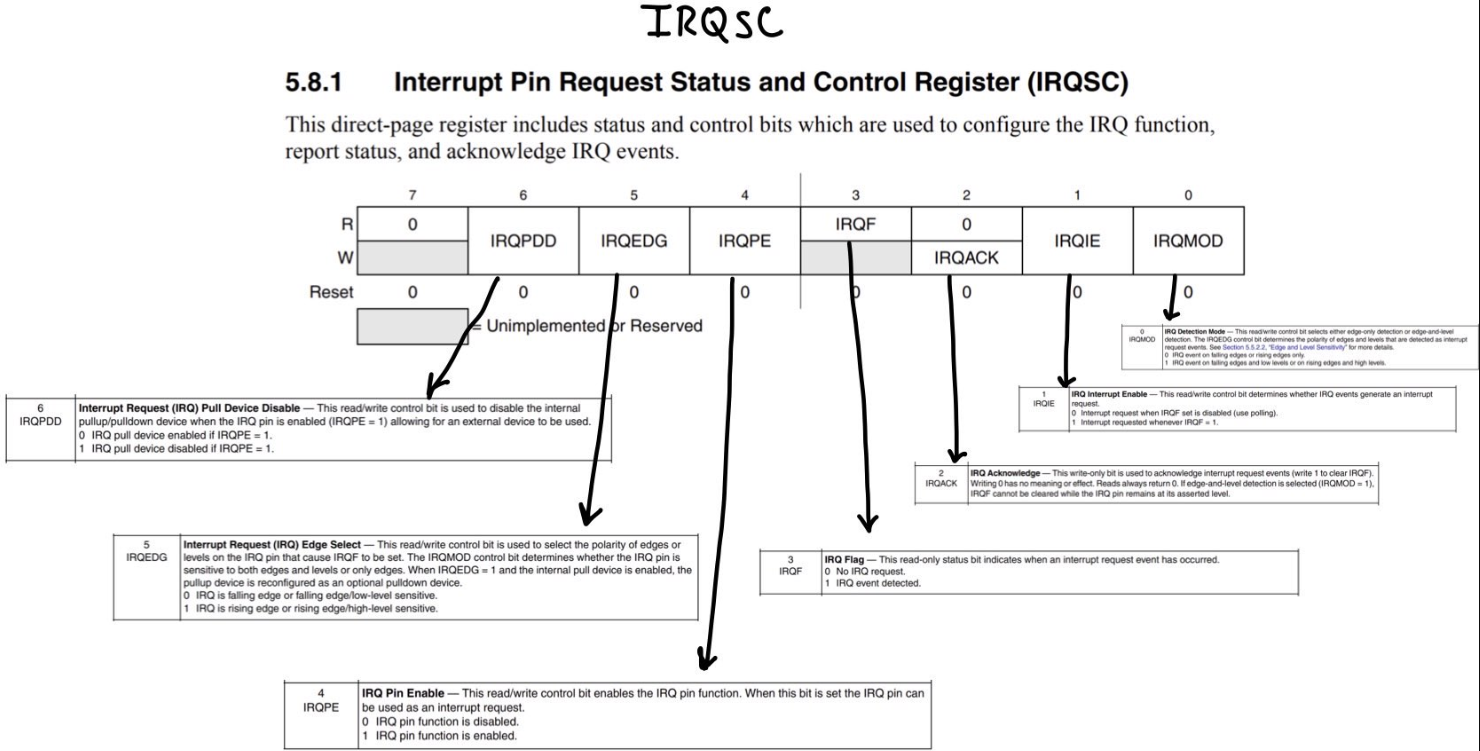 IRQSC
5.8.1 Interrupt Pin Request Status and Control Register (IRQSC)
This direct-page register includes status and control bits which are used to configure the IRQ function,
report status, and acknowledge IRQ events.
7 6 5 4 3 2 1 0
R 0 IRQPDD IRQEDG IRQPE IRQF 0 IRQIE IRQMOD
W IRQACK
Reset 0 0 0 0 0 0 0 0
= Unimplemented or Reserved
0 IRQ Detection Mode — This read/write control bit selects either edge-only detection or edge-and-level
IRQMOD detection. The IRQEDG control bit determines the polarity of edges and levels that are detected as interrupt
request events. See Section 5.5.2.2, "Edge and Level Sensitivity" for more details.
0 IRQ event on falling edges or rising edges only.
1 IRQ event on falling edges and low levels or on rising edges and high levels.
1 IRQ Interrupt Enable — This read/write control bit determines whether IRQ events generate an interrupt
IRQIE request.
0 Interrupt request when IRQF set is disabled (use polling).
1 Interrupt requested whenever IRQF = 1.
6 Interrupt Request (IRQ) Pull Device Disable — This read/write control bit is used to disable the internal
IRQPDD pullup/pulldown device when the IRQ pin is enabled (IRQPE = 1) allowing for an external device to be used.
0 IRQ pull device enabled if IRQPE = 1.
1 IRQ pull device disabled if IRQPE = 1.
2 IRQ Acknowledge — This write-only bit is used to acknowledge interrupt request events (write 1 to clear IRQF).
IRQACK Writing 0 has no meaning or effect. Reads always return 0. If edge-and-level detection is selected (IRQMOD = 1),
IRQF cannot be cleared while the IRQ pin remains at its asserted level.
5 Interrupt Request (IRQ) Edge Select — This read/write control bit is used to select the polarity of edges or
IRQEDG levels on the IRQ pin that cause IRQF to be set. The IRQMOD control bit determines whether the IRQ pin is
sensitive to both edges and levels or only edges. When IRQEDG = 1 and the internal pull device is enabled, the
pullup device is reconfigured as an optional pulldown device.
0 IRQ is falling edge or falling edge/low-level sensitive.
1 IRQ is rising edge or rising edge/high-level sensitive.
3 IRQ Flag — This read-only status bit indicates when an interrupt request event has occurred.
IRQF 0 No IRQ request.
1 IRQ event detected.
4 IRQ Pin Enable — This read/write control bit enables the IRQ pin function. When this bit is set the IRQ pin can
IRQPE be used as an interrupt request.
0 IRQ pin function is disabled.
1 IRQ pin function is enabled.